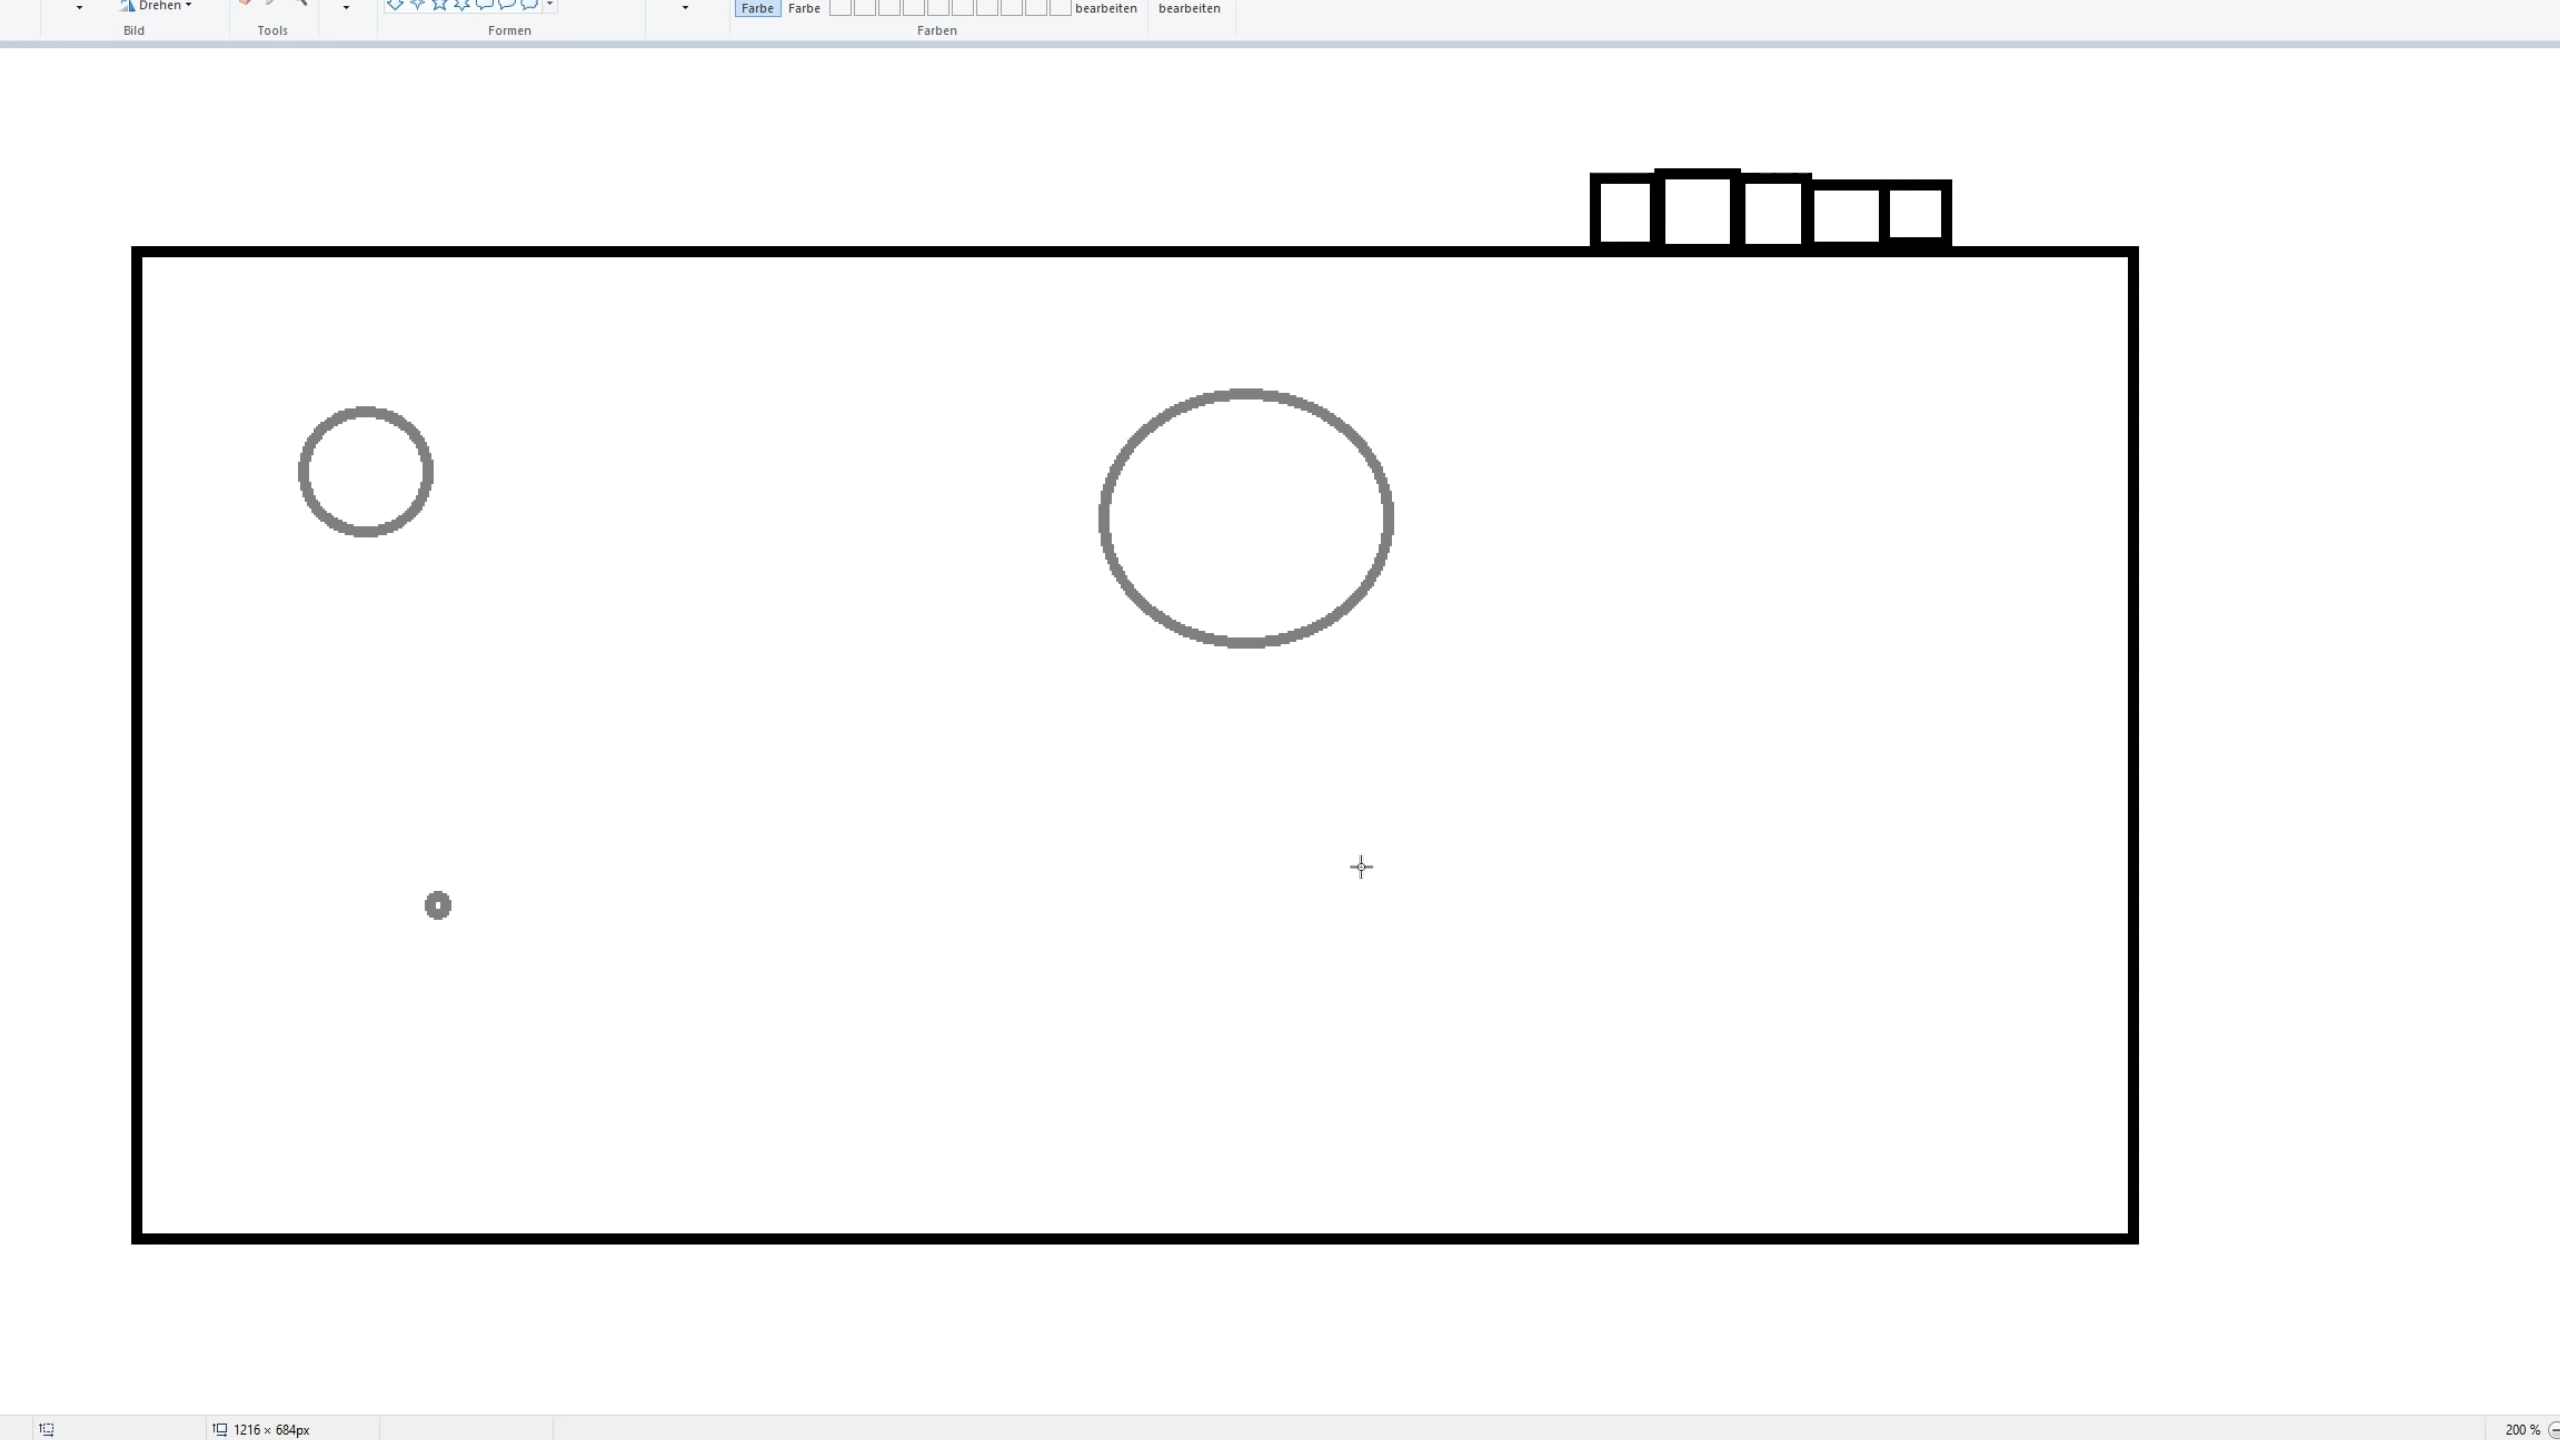 Drehen
Farbe Farbe bearbeiten bearbeiten
Bild Tools Formen Farben
1216 × 684px 200 %